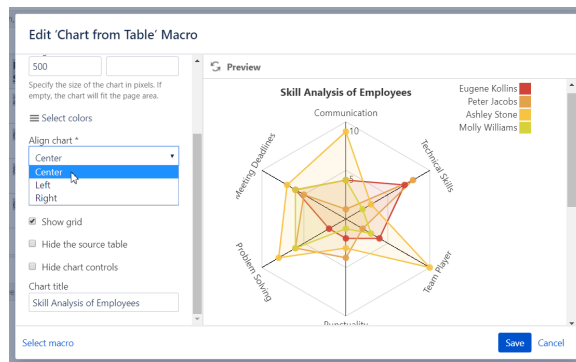 Edit 'Chart from Table' Macro
500
Specify the size of the chart in pixels. If
empty, the chart will fit the page area.
Select colors
Align chart *
Center
Center
Left
Right
Show grid
Hide the source table
Hide chart controls
Chart title
Skill Analysis of Employees
Preview
Skill Analysis of Employees
Eugene Kollins
Peter Jacobs
Ashley Stone
Molly Williams
Communication
10
5
Technical Skills
Team Player
Punctuality
Problem Solving
Meeting Deadlines
Select macro
Save
Cancel